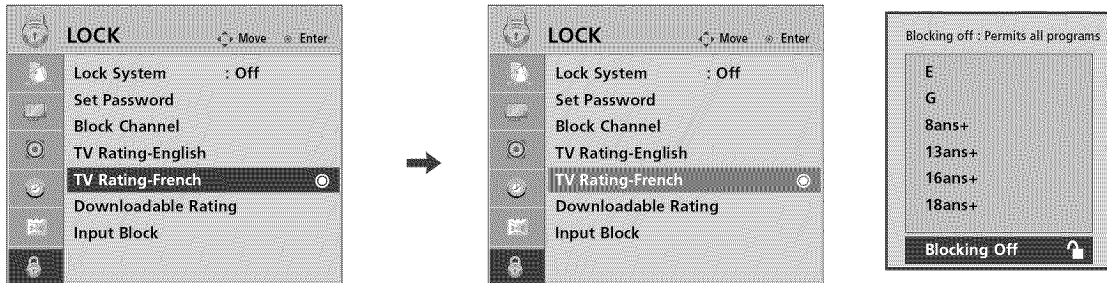 LOCK
Move Enter
Lock System : Off
Set Password
Block Channel
TV Rating-English
TV Rating-French
Downloadable Rating
Input Block
LOCK
Move Enter
Lock System : Off
Set Password
Block Channel
TV Rating-English
TV Rating-French
Downloadable Rating
Input Block
Blocking off : Permits all programs
E
G
8ans+
13ans+
16ans+
18ans+
Blocking Off